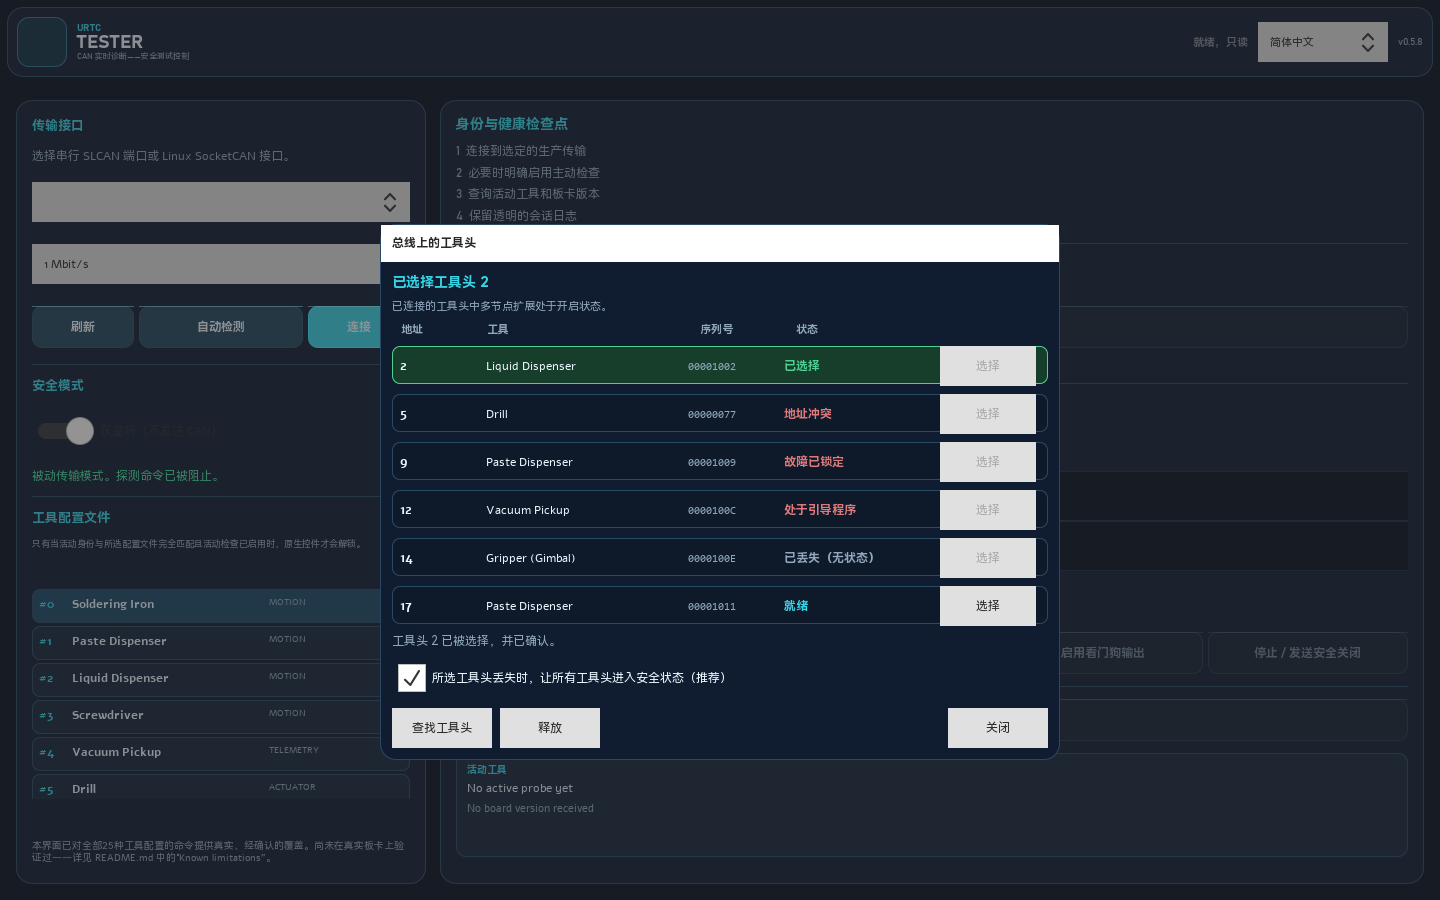 URTC
TESTER
CAN 实时诊断——安全测试控制
就绪，只读
简体中文
v0.5.8
传输接口
选择串行 SLCAN 端口或 Linux SocketCAN 接口。
1 Mbit/s
刷新
自动检测
连接
安全模式
被动传输模式。探测命令已被阻止。
工具配置文件
只有当活动身份与所选配置文件完全匹配且活动检查已启用时，原生控件才会解锁。
#0 Soldering Iron MOTION
#1 Paste Dispenser MOTION
#2 Liquid Dispenser MOTION
#3 Screwdriver MOTION
#4 Vacuum Pickup TELEMETRY
#5 Drill ACTUATOR
本界面已对全部25种工具配置的命令提供真实、经确认的覆盖。尚未在真实板卡上验
证过——详见 README.md 中的"Known limitations"。
身份与健康检查点
1 连接到选定的生产传输
2 必要时明确启用主动检查
3 查询活动工具和板卡版本
4 保留透明的会话日志
总线上的工具头
已选择工具头 2
已连接的工具头中多节点扩展处于开启状态。
地址 工具 序列号 状态
2 Liquid Dispenser 00001002 已选择 选择
5 Drill 00000077 地址冲突 选择
9 Paste Dispenser 00001009 故障已锁定 选择
12 Vacuum Pickup 0000100C 处于引导程序 选择
14 Gripper (Gimbal) 0000100E 已丢失（无状态） 选择
17 Paste Dispenser 00001011 就绪 选择
工具头 2 已被选择，并已确认。
所选工具头丢失时，让所有工具头进入安全状态（推荐）
查找工具头
释放
关闭
启用看门狗输出
停止 / 发送安全关闭
活动工具
No active probe yet
No board version received